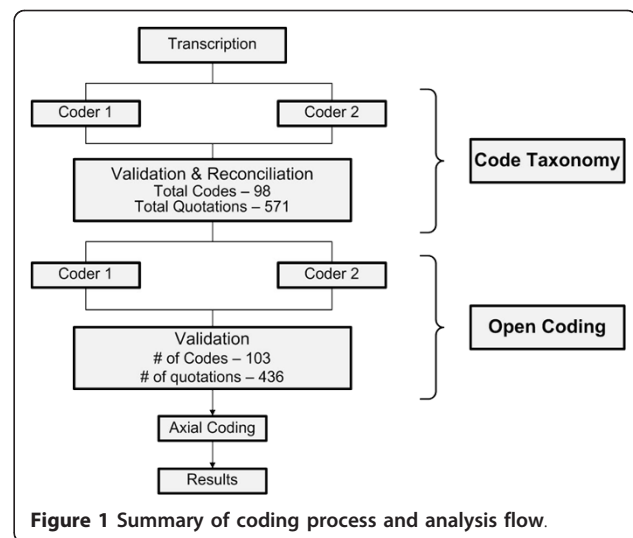 Transcription
Coder 1
Coder 2
Code Taxonomy
Validation & Reconciliation
Total Codes – 98
Total Quotations – 571
Coder 1
Coder 2
Open Coding
Validation
# of Codes – 103
# of quotations – 436
Axial Coding
Results
Figure 1 Summary of coding process and analysis flow.